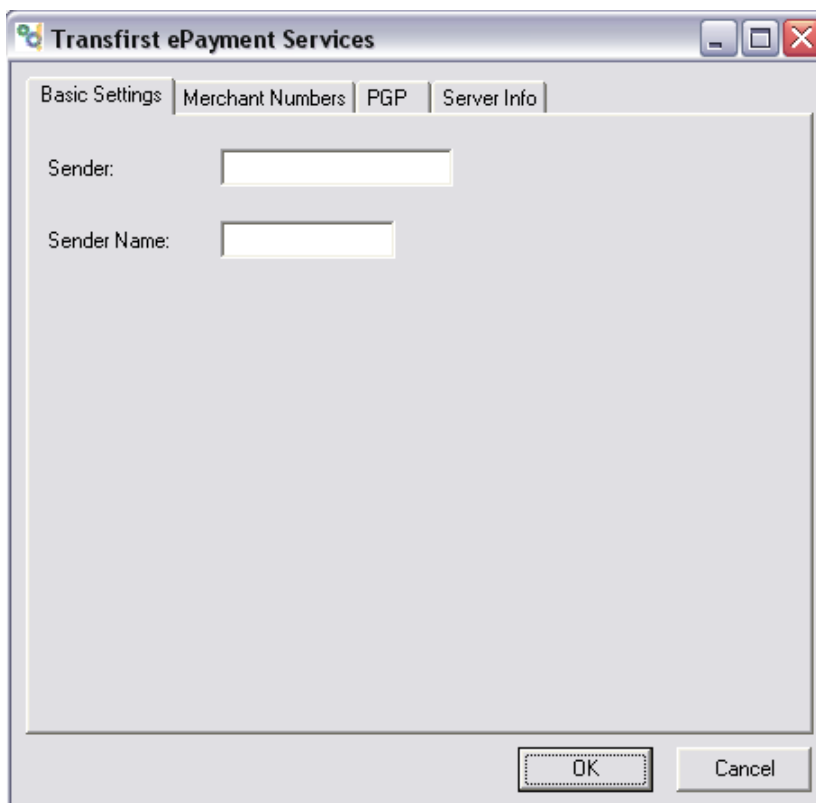 Transfirst ePayment Services
Basic Settings Merchant Numbers PGP Server Info
Sender:
Sender Name:
OK Cancel